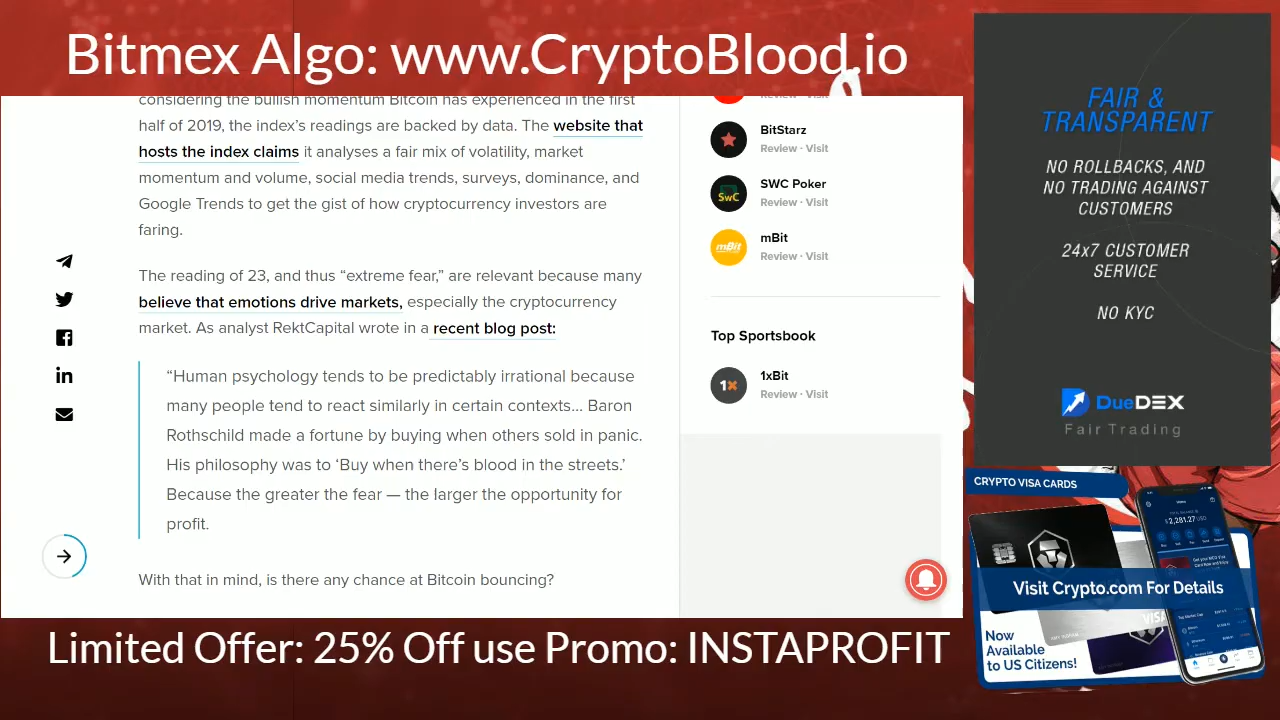 Bitmex Algo: www.CryptoBlood.io
considering the bullish momentum Bitcoin has experienced in the first
half of 2019, the index's readings are backed by data. The website that
hosts the index claims it analyses a fair mix of volatility, market
momentum and volume, social media trends, surveys, dominance, and
Google Trends to get the gist of how cryptocurrency investors are
faring.
The reading of 23, and thus “extreme fear,” are relevant because many
believe that emotions drive markets, especially the cryptocurrency
market. As analyst RektCapital wrote in a recent blog post:
“Human psychology tends to be predictably irrational because
many people tend to react similarly in certain contexts… Baron
Rothschild made a fortune by buying when others sold in panic.
His philosophy was to ‘Buy when there’s blood in the streets.’
Because the greater the fear — the larger the opportunity for
profit.
With that in mind, is there any chance at Bitcoin bouncing?
Review · Visit
BitStarz
Review · Visit
SWC Poker
Review · Visit
SwC
mBit
Review · Visit
mBit
Top Sportsbook
1xBit
Review · Visit
1x
FAIR &
TRANSPARENT
NO ROLLBACKS, AND
NO TRADING AGAINST
CUSTOMERS
24x7 CUSTOMER
SERVICE
NO KYC
DueDEX
Fair Trading
CRYPTO VISA CARDS
$2,281.27 USD
Visit Crypto.com For Details
VISA
Now
Available
to US Citizens!
Limited Offer: 25% Off use Promo: INSTAPROFIT